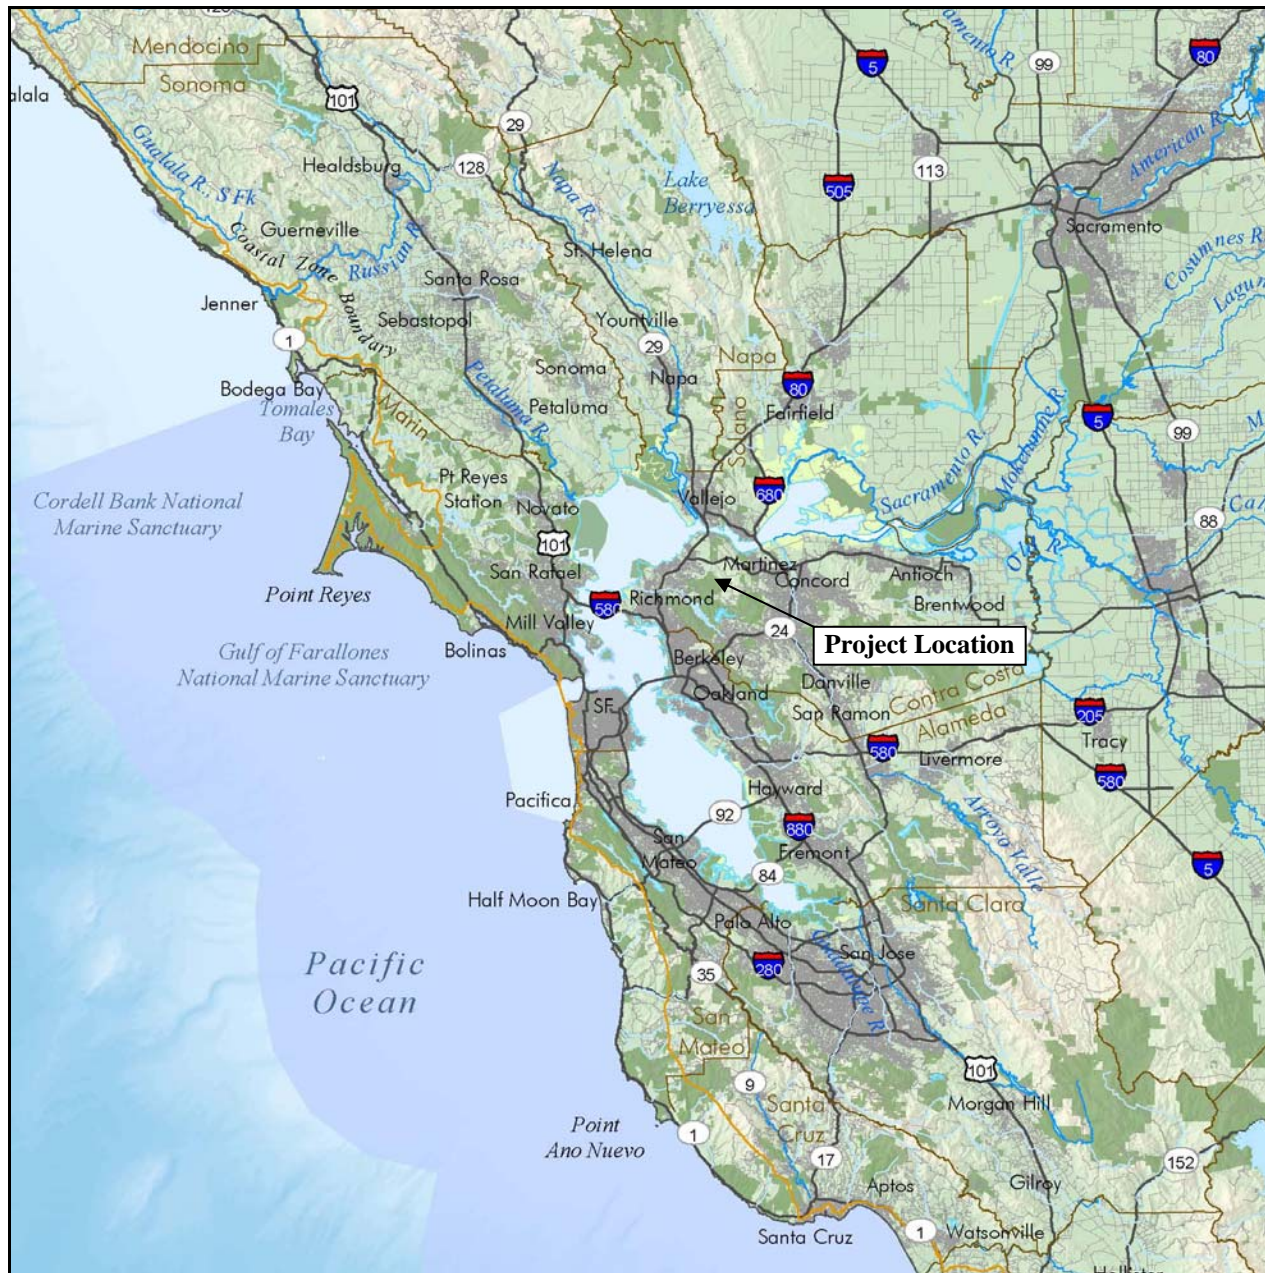 128
Mendocino
Sonoma
alala
101
Gualala R., S Fk
Healdsburg
Guerneville
Coastal Zone Boundary
Russian R.
Jenner
1
Santa Rosa
Sebastopol
Bodega Bay
Tomales
Bay
Marin
29
128
Napa R.
Lake
Berryessa
St. Helena
Yountville
29
Napa
Napa
Solano
Sonoma
Petaluma
Petaluma R.
5
99
80
505
113
American R.
Sacramento
Cosumnes R
Lagun
80
Fairfield
5
99
Mokelumne R.
Sacramento R.
680
Vallejo
88
Pt Reyes
Station
Novato
101
San Rafael
Cordell Bank National
Marine Sanctuary
Point Reyes
580
Richmond
Martinez
Concord
Antioch
Brentwood
Mill Valley
24
Project Location
Bolinas
Gulf of Farallones
National Marine Sanctuary
Berkeley
Oakland
Danville
San Ramon
Contra Costa
Alameda
SF
205
Tracy
580
580
Livermore
Pacifica
Hayward
92
880
Fremont
Arroyo Valle
5
San
Mateo
84
Half Moon Bay
Palo Alto
Santa Clara
San Jose
Guadalupe R
Pacific
Ocean
35
280
San
Mateo
101
Morgan Hill
9
Santa
Cruz
Point
Ano Nuevo
1
17
152
Aptos
Gilroy
Santa Cruz
1
Watsonville